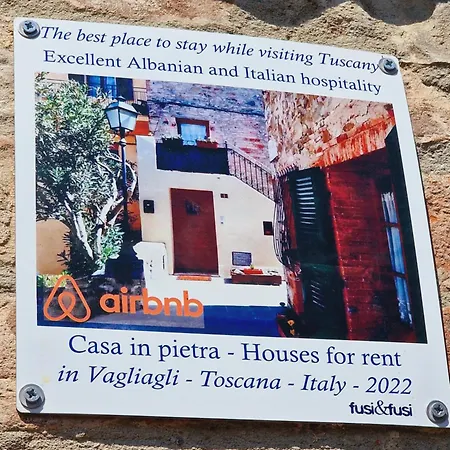 The best place to stay while visiting Tuscany
Excellent Albanian and Italian hospitality
airbnb
Casa in pietra - Houses for rent
in Vagliagli - Toscana - Italy - 2022
fusi&fusi